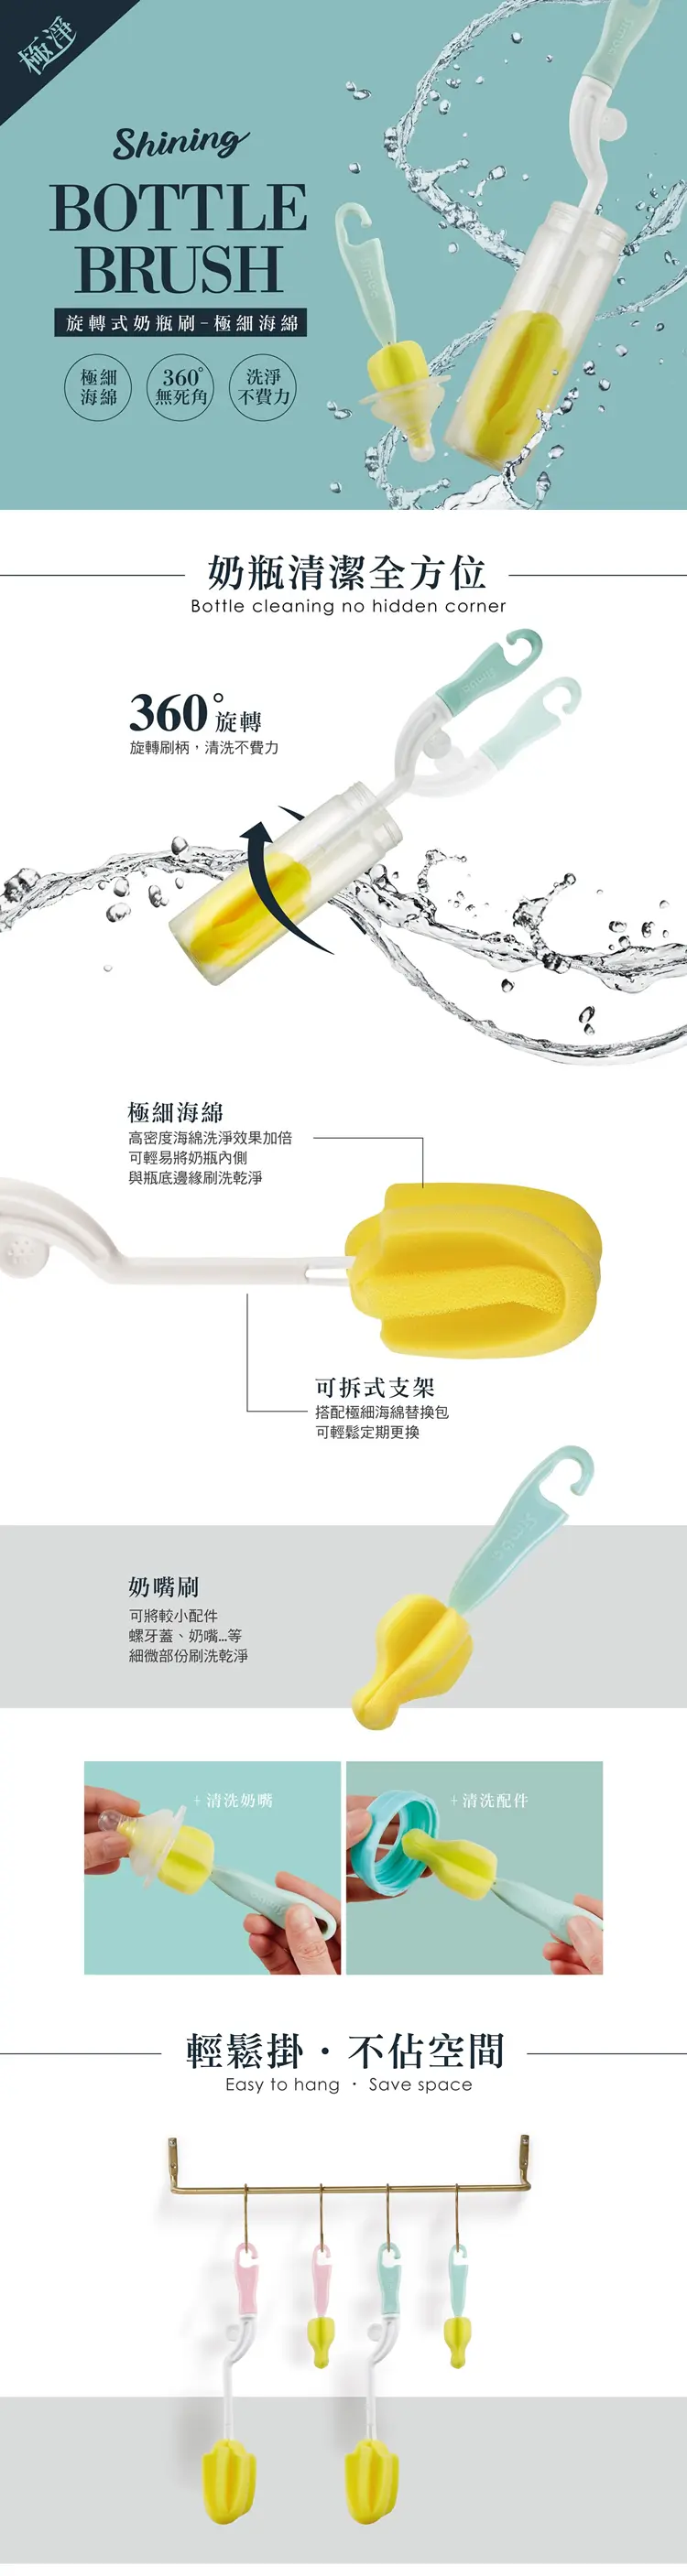 極淨
Shining
BOTTLE
BRUSH
旋轉式奶瓶刷-極細海綿
極細
海綿
360°
無死角
洗淨
不費力
奶瓶清潔全方位
Bottle cleaning no hidden corner
360°旋轉
旋轉刷柄，清洗不費力
極細海綿
高密度海綿洗淨效果加倍
可輕易將奶瓶內側
與瓶底邊緣刷洗乾淨
可拆式支架
搭配極細海綿替換包
可輕鬆定期更換
奶嘴刷
可將較小配件
螺牙蓋、奶嘴...等
細微部份刷洗乾淨
+清洗奶嘴
+清洗配件
輕鬆掛・不佔空間
Easy to hang ・ Save space